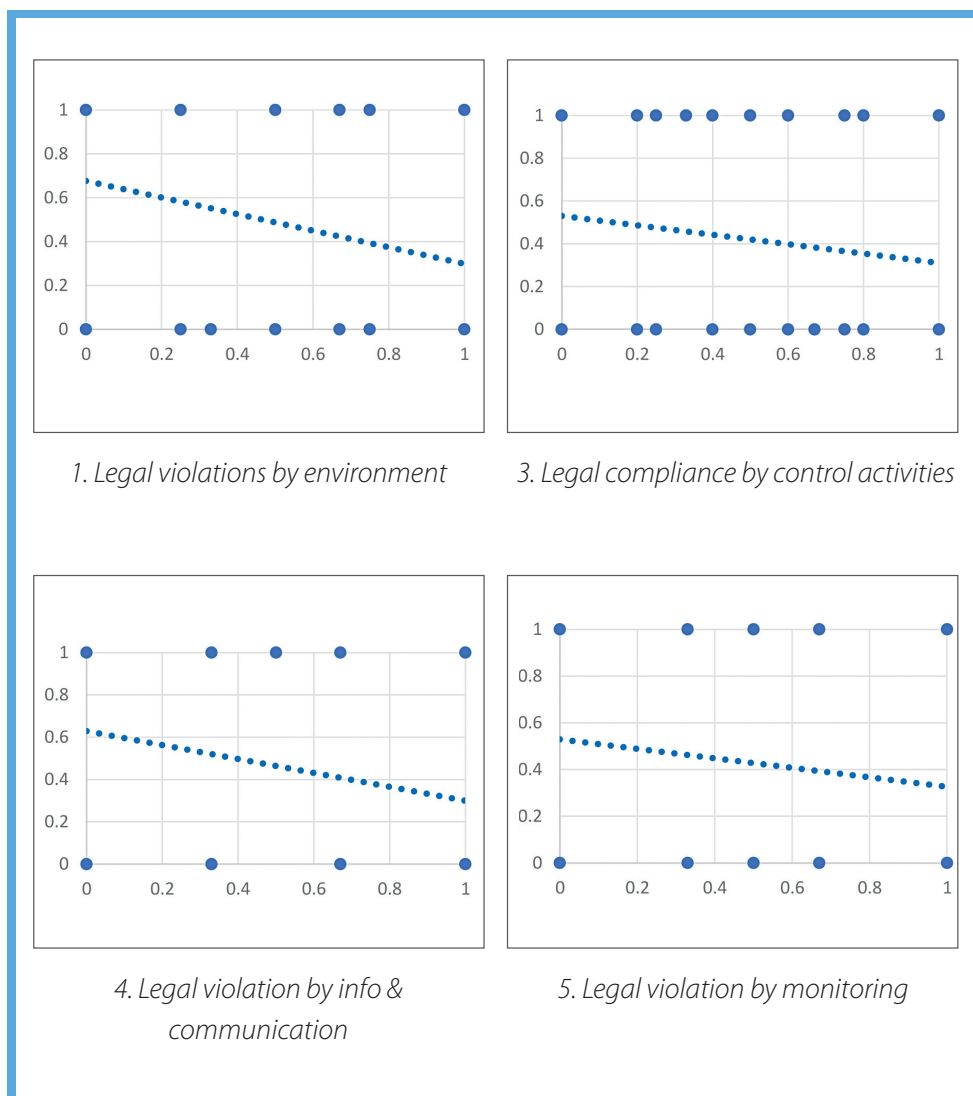 1
0.8
0.6
0.4
0.2
0
0 0.2 0.4 0.6 0.8 1
1. Legal violations by environment
1
0.8
0.6
0.4
0.2
0
0 0.2 0.4 0.6 0.8 1
3. Legal compliance by control activities
1
0.8
0.6
0.4
0.2
0
0 0.2 0.4 0.6 0.8 1
4. Legal violation by info &
communication
1
0.8
0.6
0.4
0.2
0
0 0.2 0.4 0.6 0.8 1
5. Legal violation by monitoring